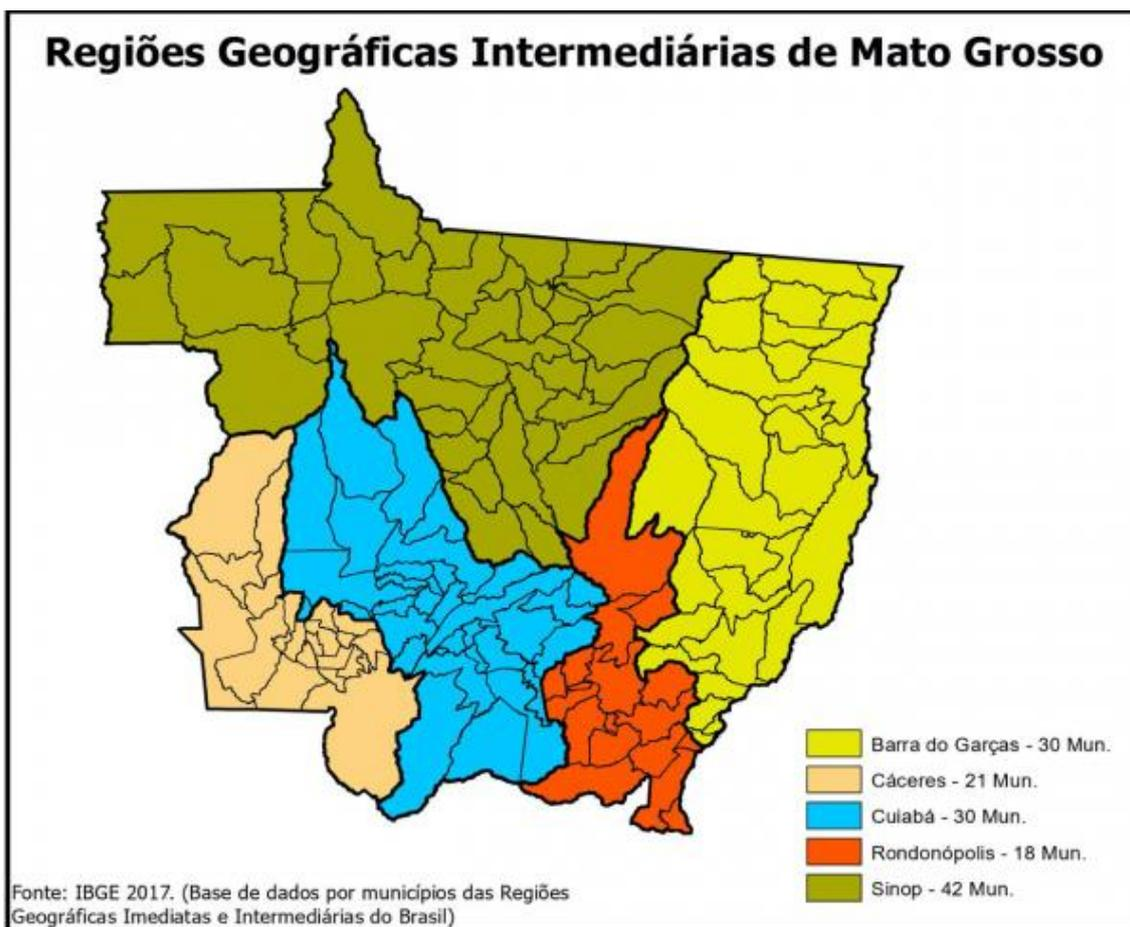 Regiões Geográficas Intermediárias de Mato Grosso
Barra do Garças - 30 Mun.
Cáceres - 21 Mun.
Cuiabá - 30 Mun.
Rondonópolis - 18 Mun.
Sinop - 42 Mun.
Fonte: IBGE 2017. (Base de dados por municípios das Regiões
Geográficas Imediatas e Intermediárias do Brasil)